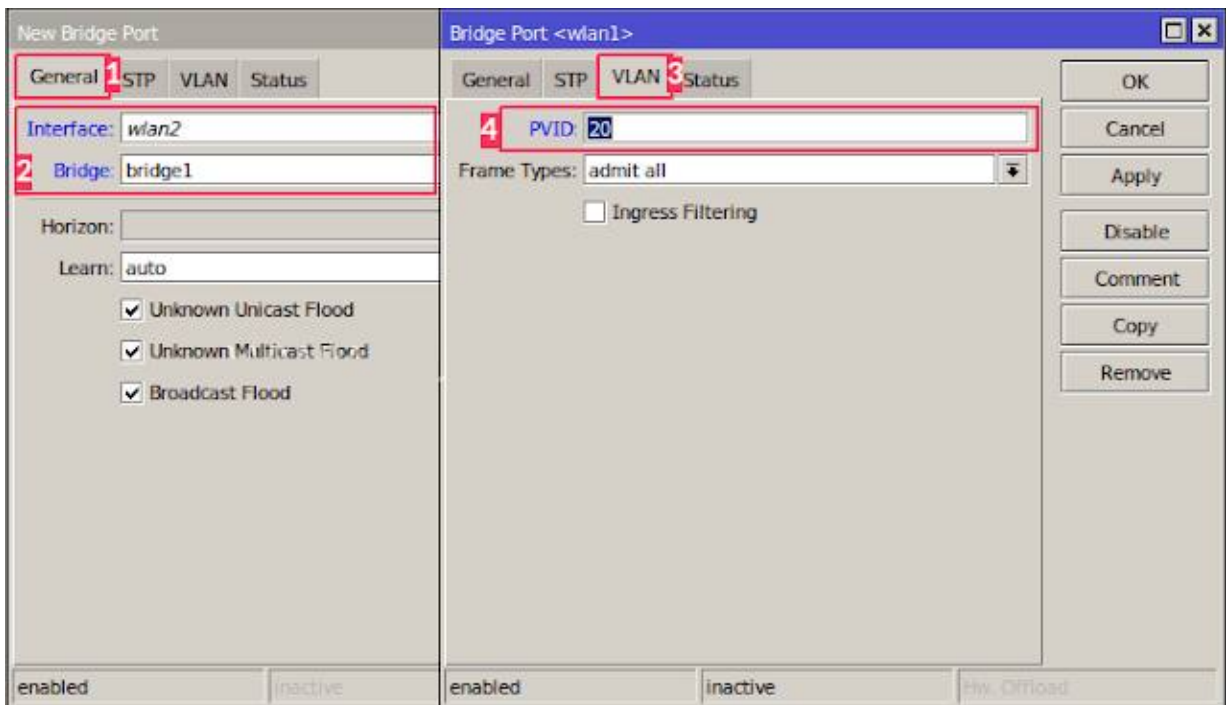 New Bridge Port
General 1 STP VLAN Status
Interface: wlan2
2 Bridge: bridge1
Horizon:
Learn: auto
Unknown Unicast Flood
Unknown Multicast Flood
Broadcast Flood
enabled inactive
Bridge Port <wlan1>
General STP VLAN 3 Status
4 PVID: 20
Frame Types: admit all
Ingress Filtering
OK
Cancel
Apply
Disable
Comment
Copy
Remove
enabled inactive Hw. Offload